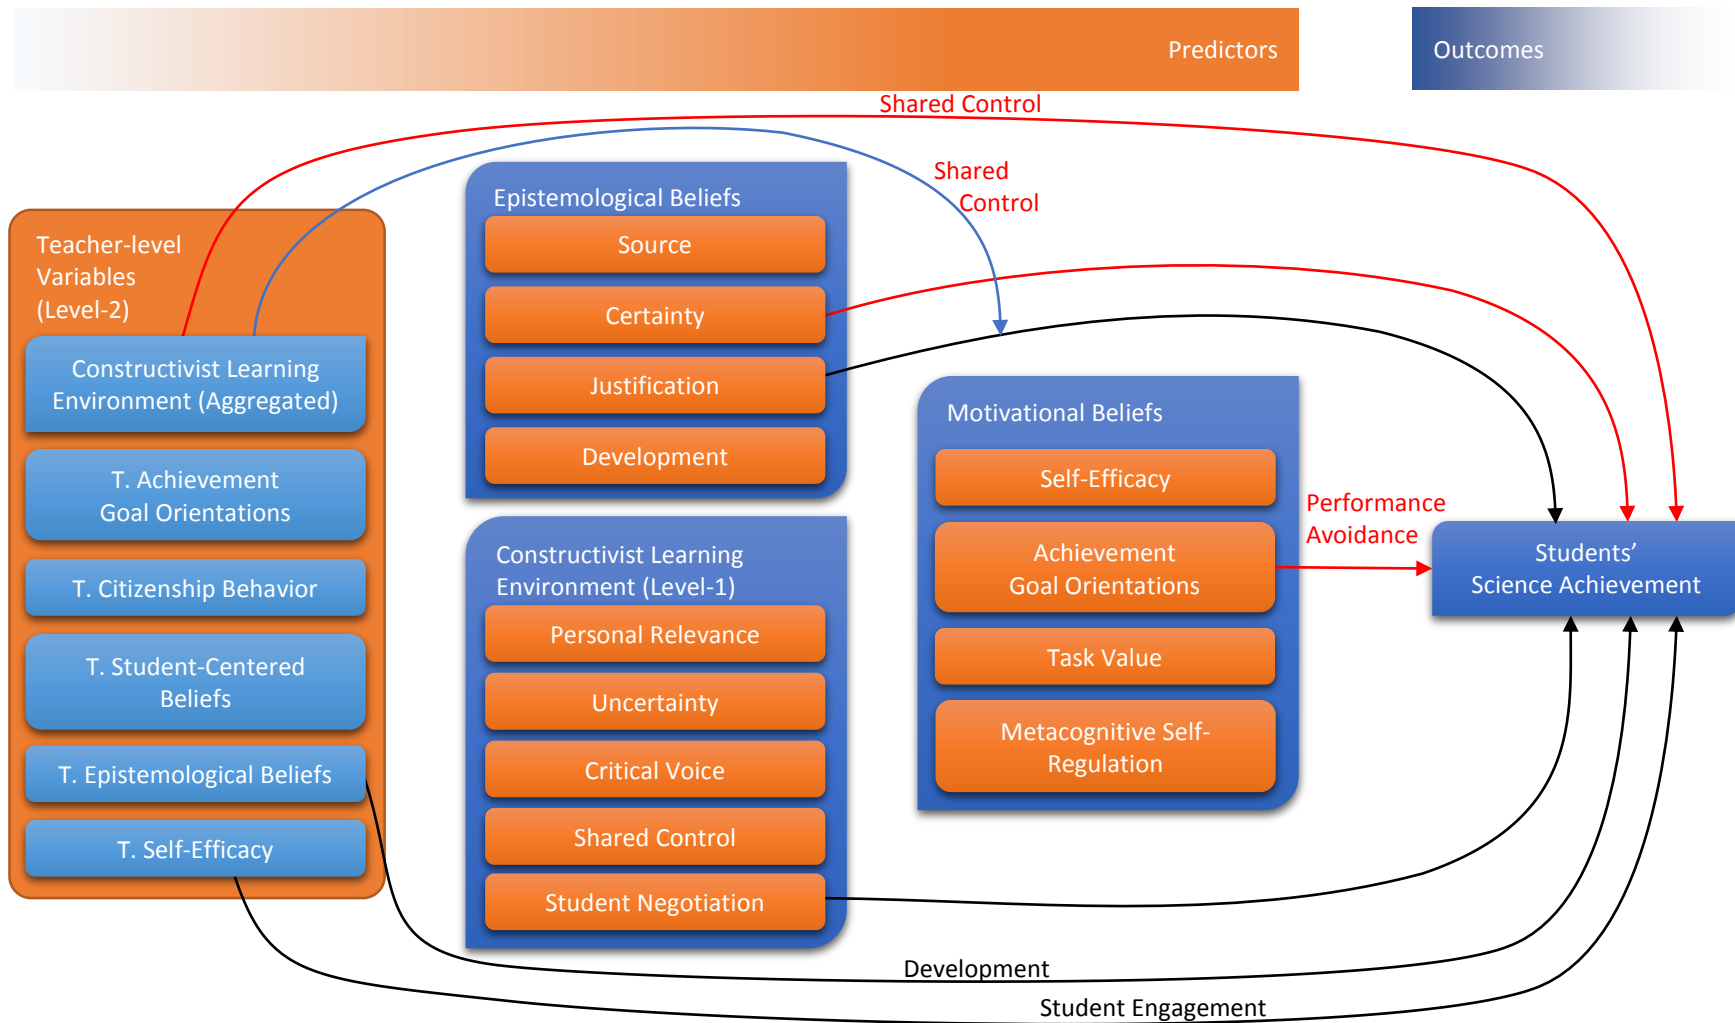 Predictors
Outcomes
Shared Control
Shared
Control
Teacher-level
Variables
(Level-2)
Constructivist Learning
Environment (Aggregated)
T. Achievement
Goal Orientations
T. Citizenship Behavior
T. Student-Centered
Beliefs
T. Epistemological Beliefs
T. Self-Efficacy
Epistemological Beliefs
Source
Certainty
Justification
Development
Constructivist Learning
Environment (Level-1)
Personal Relevance
Uncertainty
Critical Voice
Shared Control
Student Negotiation
Motivational Beliefs
Self-Efficacy
Achievement
Goal Orientations
Task Value
Metacognitive Self-
Regulation
Performance
Avoidance
Students’
Science Achievement
Development
Student Engagement